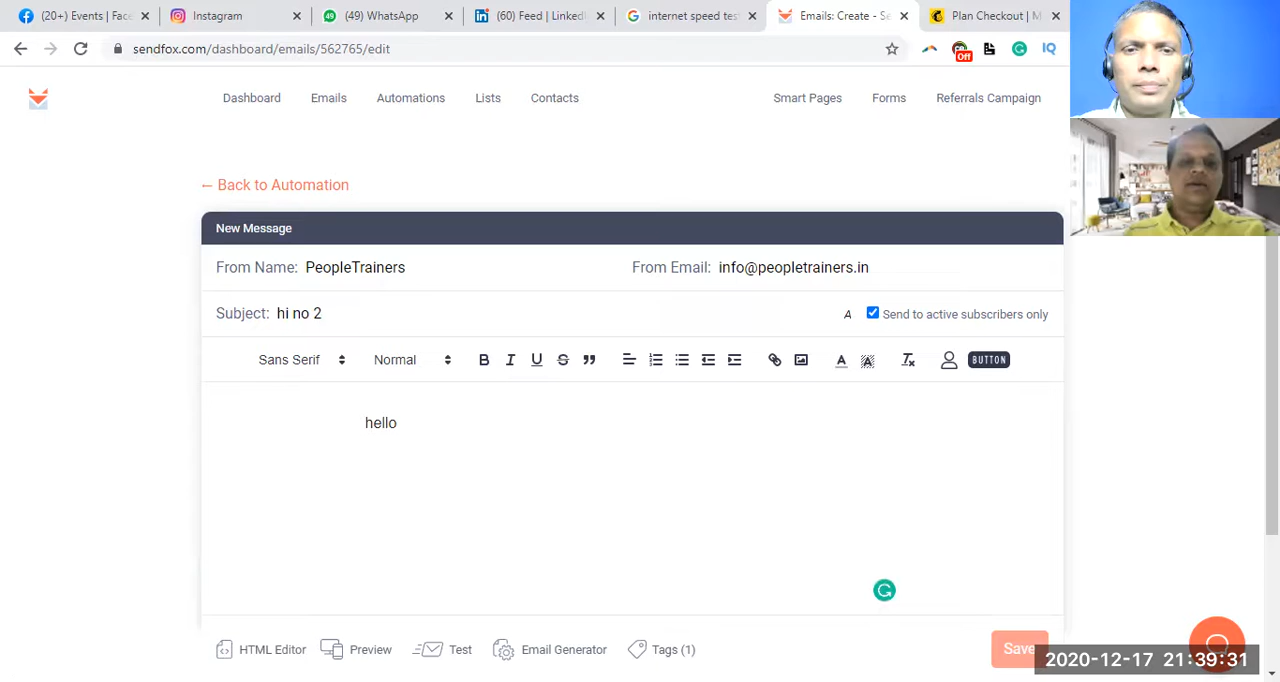 (20+) Events | Face
Instagram
(49) WhatsApp
(60) Feed | LinkedI
internet speed test
Emails: Create - Se
Plan Checkout | M
sendfox.com/dashboard/emails/562765/edit
Off
IQ
Dashboard
Emails
Automations
Lists
Contacts
Smart Pages
Forms
Referrals Campaign
← Back to Automation
New Message
From Name: PeopleTrainers
From Email: info@peopletrainers.in
Subject: hi no 2
A
Send to active subscribers only
Sans Serif
Normal
B I U S
BUTTON
hello
HTML Editor
Preview
Test
Email Generator
Tags (1)
Save
2020-12-17 21:39:31